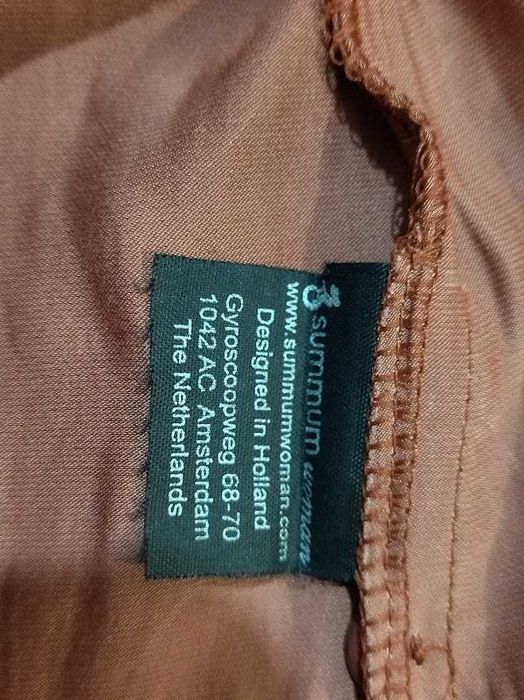 summum woman
www.summumwoman.com
Designed in Holland
Gyroscoopweg 68-70
1042 AC Amsterdam
The Netherlands